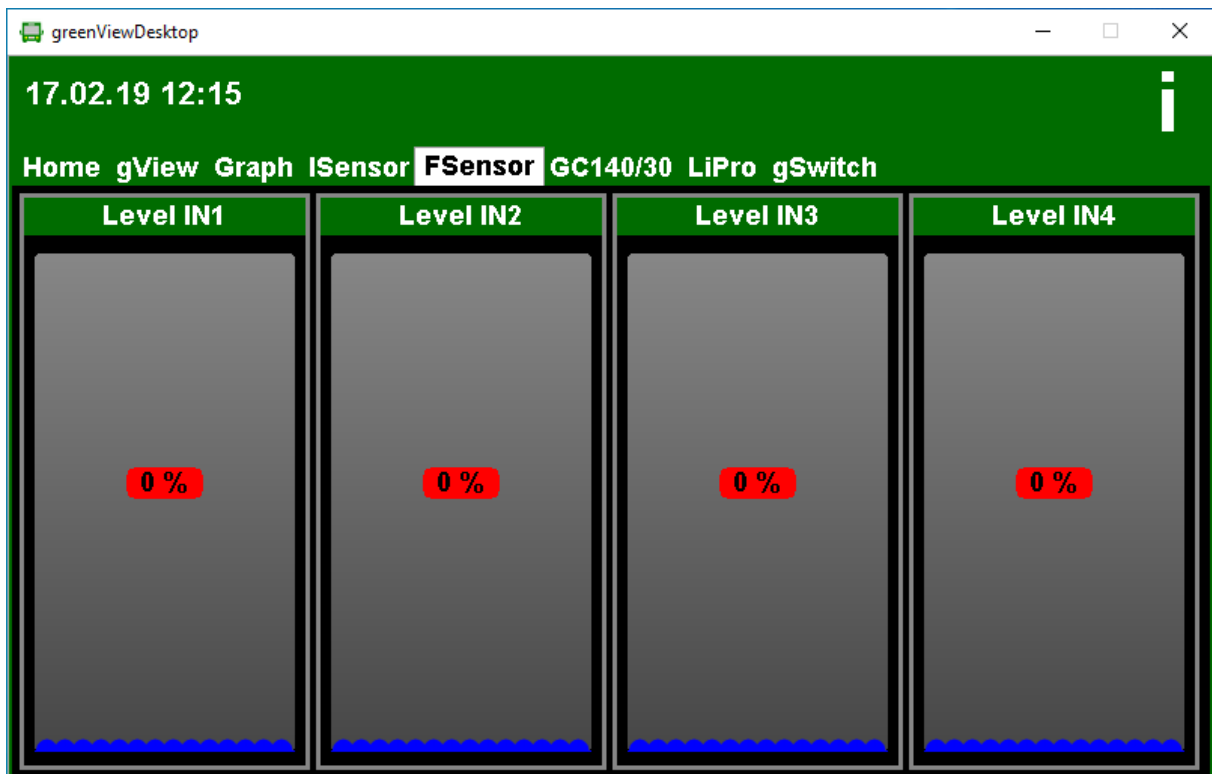 greenViewDesktop
17.02.19 12:15
i
Home gView Graph ISensor FSensor GC140/30 LiPro gSwitch
Level IN1 Level IN2 Level IN3 Level IN4
0 % 0 % 0 % 0 %